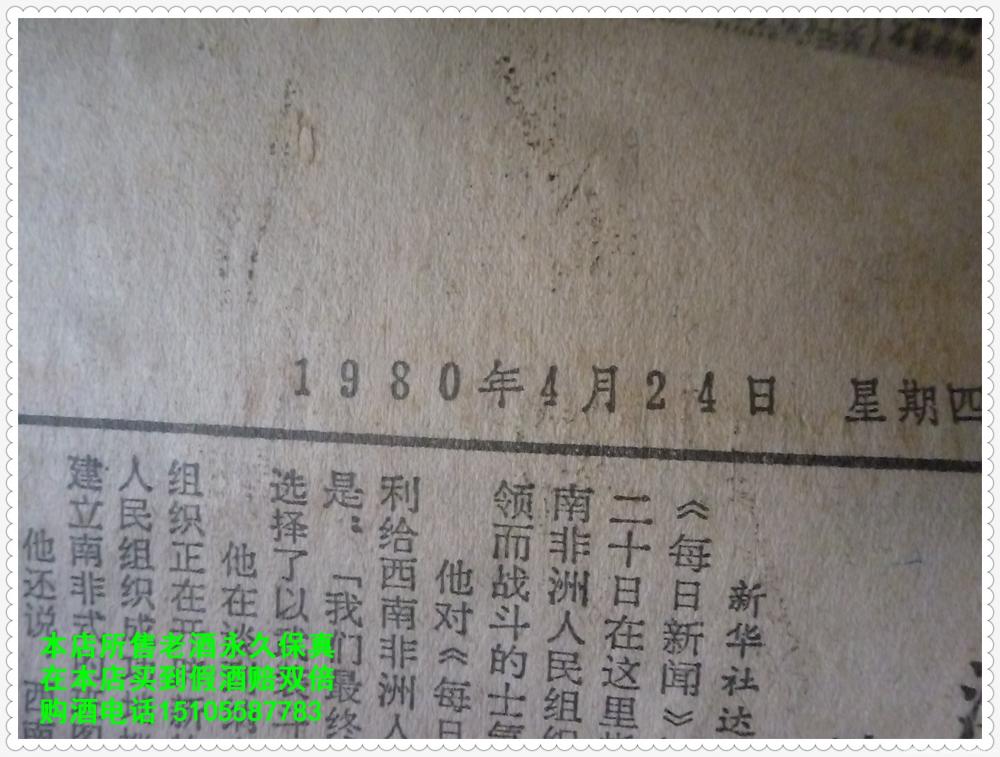 1980年4月24日 星期四
新华社达
《每日新闻》
二十日在这里
南非洲人民组
领而战斗的士气
他对《每日
利给西南非洲人
是：「我们最终
选择了以
他在谈
组织正在
人民组织成
建立南非式
他还说 西
本店所售老酒永久保真
在本店买到假酒赔双倍
购酒电话15105587783